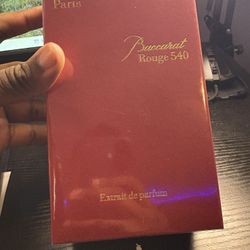 Paris
Baccarat
Rouge 540
Extrait de parfum